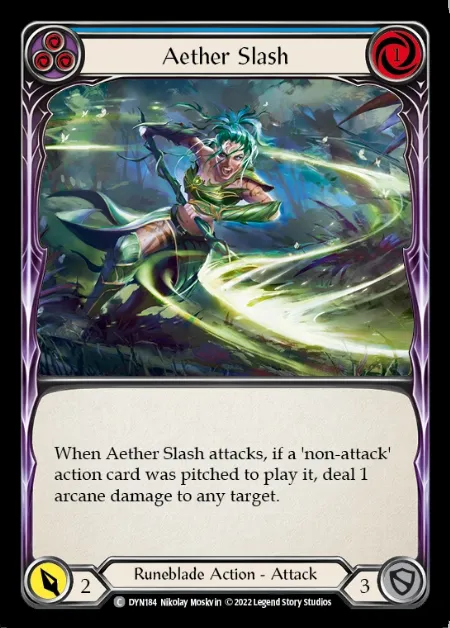 Aether Slash
1
When Aether Slash attacks, if a 'non-attack'
action card was pitched to play it, deal 1
arcane damage to any target.
2
Runeblade Action - Attack
3
C DYN184 Nikolay Moskvin © 2022 Legend Story Studios